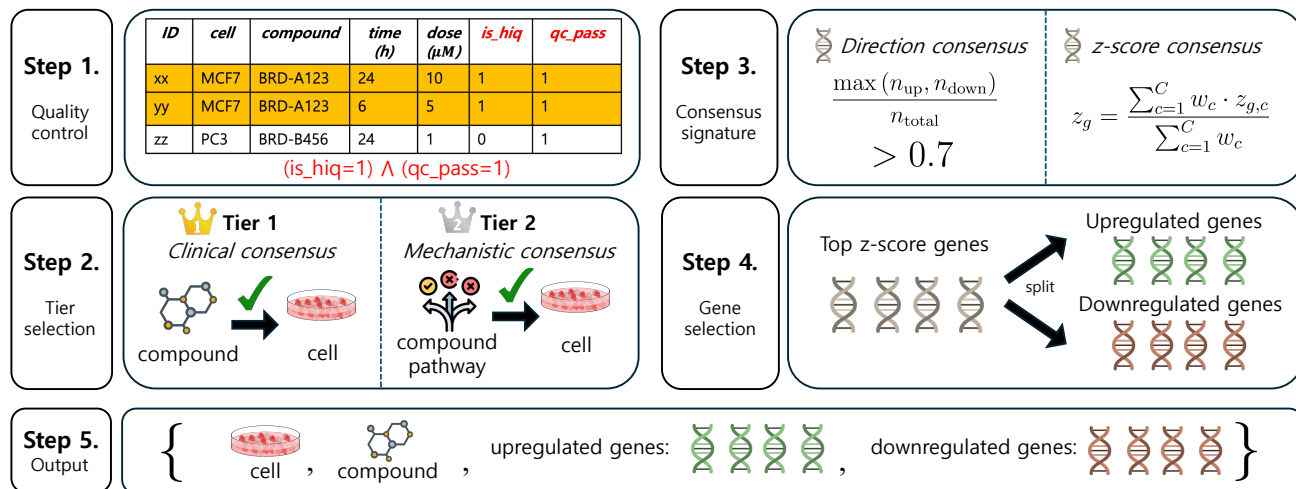 Step 1.
Quality
control
ID cell compound time (h) dose (μM) is_hiq qc_pass
xx MCF7 BRD-A123 24 10 1 1
yy MCF7 BRD-A123 6 5 1 1
zz PC3 BRD-B456 24 1 0 1
(is_hiq=1) Λ (qc_pass=1)
Step 3.
Consensus
signature
Direction consensus
max (n_up, n_down)
n_total
> 0.7
z-score consensus
z_g = \frac{\sum_{c=1}^{C} w_c · z_{g,c}}{\sum_{c=1}^{C} w_c}
Step 2.
Tier
selection
1 Tier 1
Clinical consensus
compound
cell
2 Tier 2
Mechanistic consensus
compound
pathway
cell
Step 4.
Gene
selection
Top z-score genes
split
Upregulated genes
Downregulated genes
Step 5.
Output
{ cell , compound , upregulated genes: , downregulated genes: }